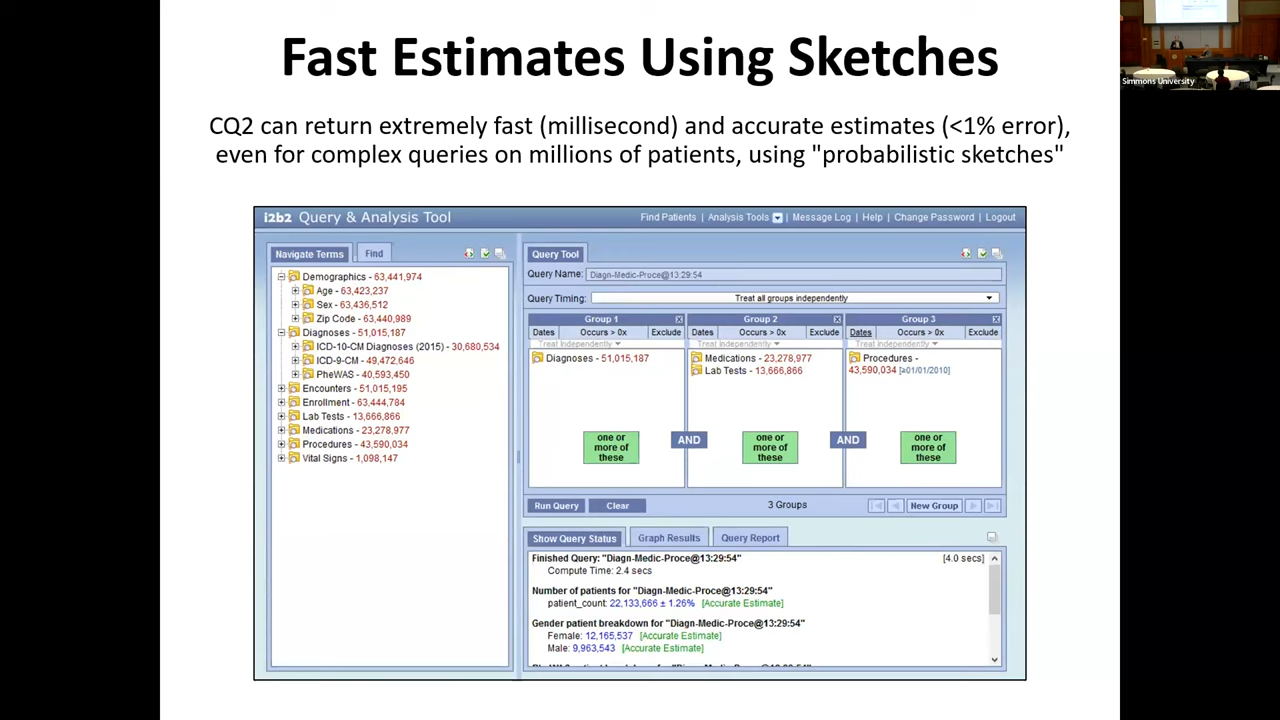 Fast Estimates Using Sketches
Simmons University
CQ2 can return extremely fast (millisecond) and accurate estimates (<1% error),
even for complex queries on millions of patients, using "probabilistic sketches"
i2b2 Query & Analysis Tool
Find Patients | Analysis Tools | Message Log | Help | Change Password | Logout
Navigate Terms Find
Demographics - 63,441,974
Age - 63,423,237
Sex - 63,436,512
Zip Code - 63,440,989
Diagnoses - 51,015,187
ICD-10-CM Diagnoses (2015) - 30,680,534
ICD-9-CM - 49,472,646
PheWAS - 40,593,450
Encounters - 51,015,195
Enrollment - 63,444,784
Lab Tests - 13,666,866
Medications - 23,278,977
Procedures - 43,590,034
Vital Signs - 1,098,147
Query Tool
Query Name: Diagn-Medic-Proce@13:29:54
Query Timing: Treat all groups independently
Group 1 Group 2 Group 3
Dates Occurs > 0x Exclude Dates Occurs > 0x Exclude Dates Occurs > 0x Exclude
Treat Independently Treat Independently Treat Independently
Diagnoses - 51,015,187
Medications - 23,278,977
Lab Tests - 13,666,866
Procedures -
43,590,034 [≥01/01/2010]
one or
more of
these
AND
one or
more of
these
AND
one or
more of
these
Run Query Clear 3 Groups New Group
Show Query Status Graph Results Query Report
Finished Query: "Diagn-Medic-Proce@13:29:54" [4.0 secs]
Compute Time: 2.4 secs
Number of patients for "Diagn-Medic-Proce@13:29:54"
patient_count: 22,133,666 ± 1.26% [Accurate Estimate]
Gender patient breakdown for "Diagn-Medic-Proce@13:29:54"
Female: 12,165,537 [Accurate Estimate]
Male: 9,963,543 [Accurate Estimate]